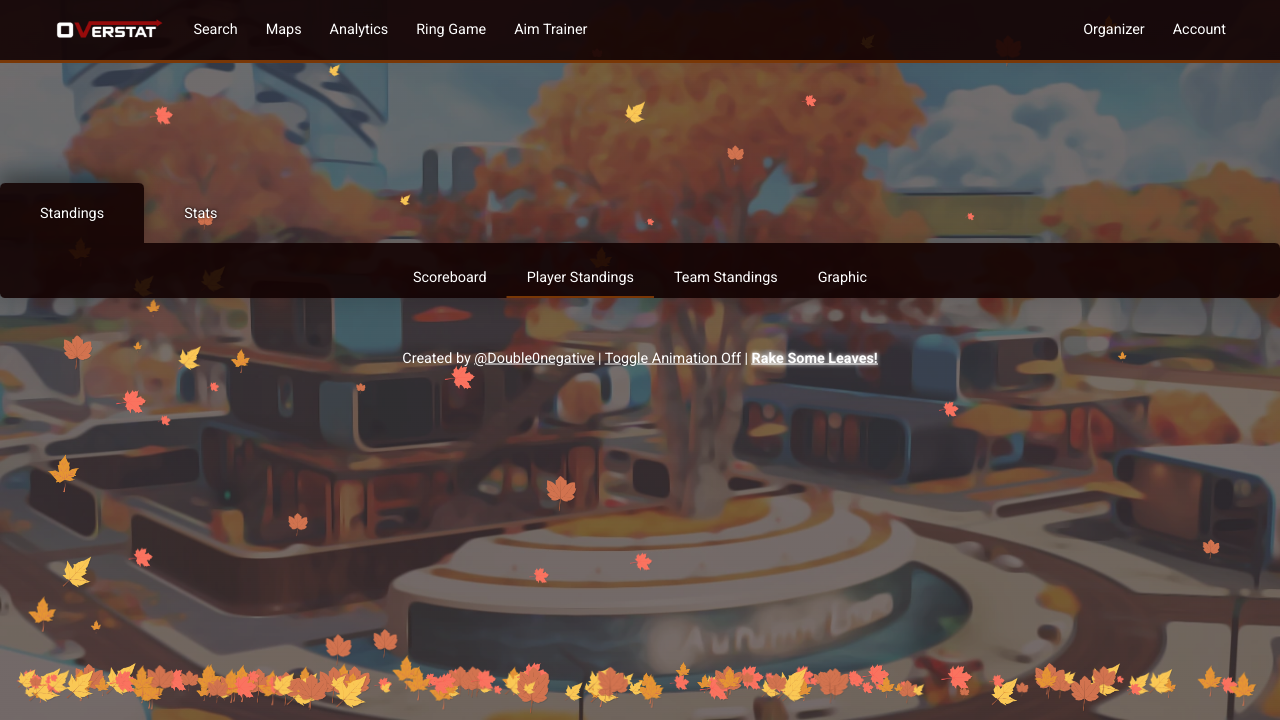 OVERSTAT Search Maps Analytics Ring Game Aim Trainer Organizer Account
Standings Stats
Scoreboard Player Standings Team Standings Graphic
Created by @Double0negative | Toggle Animation Off | Rake Some Leaves!